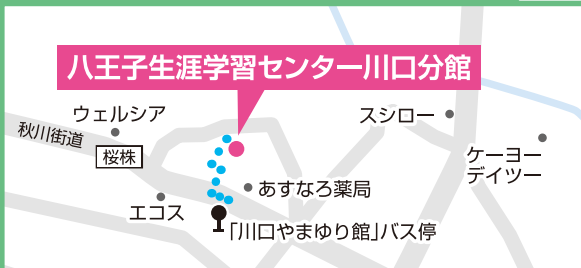 八王子生涯学習センター川口分館
ウェルシア
スシロー
秋川街道
桜株
ケーヨー
デイツー
あすなろ薬局
エコス
「川口やまゆり館」バス停